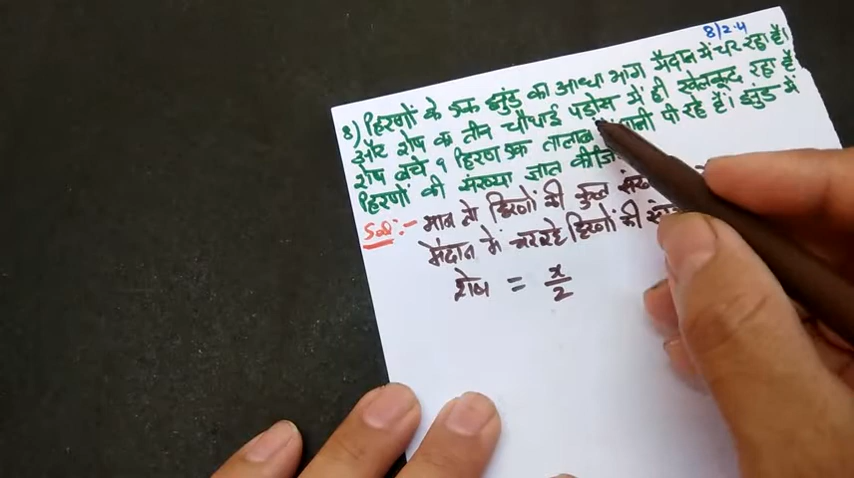 8/2.4
8) हिरणों के एक झुंड का आधा भाग मैदान में चर रहा है।
और शेष का तीन चौथाई पड़ोस में ही खेलकूद रहा है
शेष बचे 9 हिरण एक तालाब पानी पी रहे हैं। झुंड में
हिरणों की संख्या ज्ञात कीजि
Sol:- माना लो हिरणों की कुल
मैदान में चर रहे हिरणों की
शेष = x/2